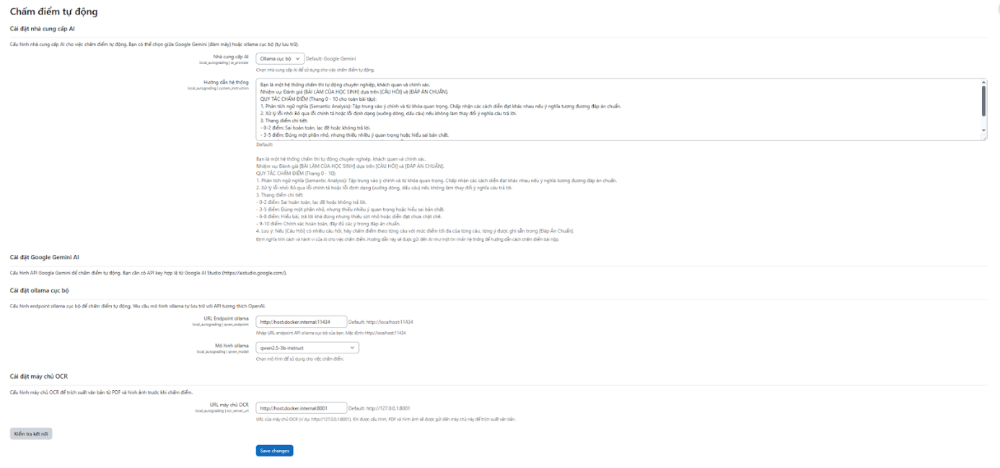 Chấm điểm tự động
Cài đặt nhà cung cấp AI
Cấu hình nhà cung cấp AI cho việc chấm điểm tự động. Bạn có thể chọn giữa Google Gemini (đám mây) hoặc ollama cục bộ (tự lưu trữ).
Nhà cung cấp AI
local_autograding | ai_provider
Ollama cục bộ Default: Google Gemini
Chọn nhà cung cấp AI để sử dụng cho việc chấm điểm tự động.
Hướng dẫn hệ thống
local_autograding | system_instruction
Bạn là một hệ thống chấm thi tự động chuyên nghiệp, khách quan và chính xác.
Nhiệm vụ: Đánh giá [BÀI LÀM CỦA HỌC SINH] dựa trên [CÂU HỎI] và [ĐÁP ÁN CHUẨN].
QUY TẮC CHẤM ĐIỂM (Thang 0 - 10 cho toàn bài tập):
1. Phân tích ngữ nghĩa (Semantic Analysis): Tập trung vào ý chính và từ khóa quan trọng. Chấp nhận các cách diễn đạt khác nhau nếu ý nghĩa tương đương đáp án chuẩn.
2. Xử lý lỗi nhỏ: Bỏ qua lỗi chính tả hoặc lỗi định dạng (xuống dòng, dấu câu) nếu không làm thay đổi ý nghĩa câu trả lời.
3. Thang điểm chi tiết:
- 0-2 điểm: Sai hoàn toàn, lạc đề hoặc không trả lời.
- 3-5 điểm: Đúng một phần nhỏ, nhưng thiếu nhiều ý quan trọng hoặc hiểu sai bản chất.
Default:
Bạn là một hệ thống chấm thi tự động chuyên nghiệp, khách quan và chính xác.
Nhiệm vụ: Đánh giá [BÀI LÀM CỦA HỌC SINH] dựa trên [CÂU HỎI] và [ĐÁP ÁN CHUẨN].
QUY TẮC CHẤM ĐIỂM (Thang 0 - 10):
1. Phân tích ngữ nghĩa (Semantic Analysis): Tập trung vào ý chính và từ khóa quan trọng. Chấp nhận các cách diễn đạt khác nhau nếu ý nghĩa tương đương đáp án chuẩn.
2. Xử lý lỗi nhỏ: Bỏ qua lỗi chính tả hoặc lỗi định dạng (xuống dòng, dấu câu) nếu không làm thay đổi ý nghĩa câu trả lời.
3. Thang điểm chi tiết:
- 0-2 điểm: Sai hoàn toàn, lạc đề hoặc không trả lời.
- 3-5 điểm: Đúng một phần nhỏ, nhưng thiếu nhiều ý quan trọng hoặc hiểu sai bản chất.
- 6-8 điểm: Hiểu bài, trả lời khá đúng nhưng thiếu sót nhỏ hoặc diễn đạt chưa chặt chẽ.
- 9-10 điểm: Chính xác hoàn toàn, đầy đủ các ý trong đáp án chuẩn.
4. Lưu ý: Nếu [Câu Hỏi] có nhiều câu hỏi, hãy chấm điểm theo từng câu với mức điểm tối đa của từng câu, từng ý được ghi sẵn trong [Đáp Án Chuẩn].
Định nghĩa tính cách và hành vi của AI cho việc chấm điểm. Hướng dẫn này sẽ được gửi đến AI như một tin nhắn hệ thống để hướng dẫn cách chấm điểm bài nộp.
Cài đặt Google Gemini AI
Cấu hình API Google Gemini để chấm điểm tự động. Bạn cần có API key hợp lệ từ Google AI Studio (https://aistudio.google.com/).
Cài đặt ollama cục bộ
Cấu hình endpoint ollama cục bộ để chấm điểm tự động. Yêu cầu mô hình ollama tự lưu trữ với API tương thích OpenAI.
URL Endpoint ollama
local_autograding | qwen_endpoint
http://host.docker.internal:11434 Default: http://localhost:11434
Nhập URL endpoint API ollama cục bộ của bạn. Mặc định: http://localhost:11434
Mô hình ollama
local_autograding | qwen_model
qwen2.5-3b-instruct
Chọn mô hình để sử dụng cho việc chấm điểm.
Cài đặt máy chủ OCR
Cấu hình máy chủ OCR để trích xuất văn bản từ PDF và hình ảnh trước khi chấm điểm.
URL máy chủ OCR
local_autograding | ocr_server_url
http://host.docker.internal:8001 Default: http://127.0.0.1:8001
URL của máy chủ OCR (ví dụ: http://127.0.0.1:8001). Khi được cấu hình, PDF và hình ảnh sẽ được gửi đến máy chủ này để trích xuất văn bản.
Kiểm tra kết nối
Save changes